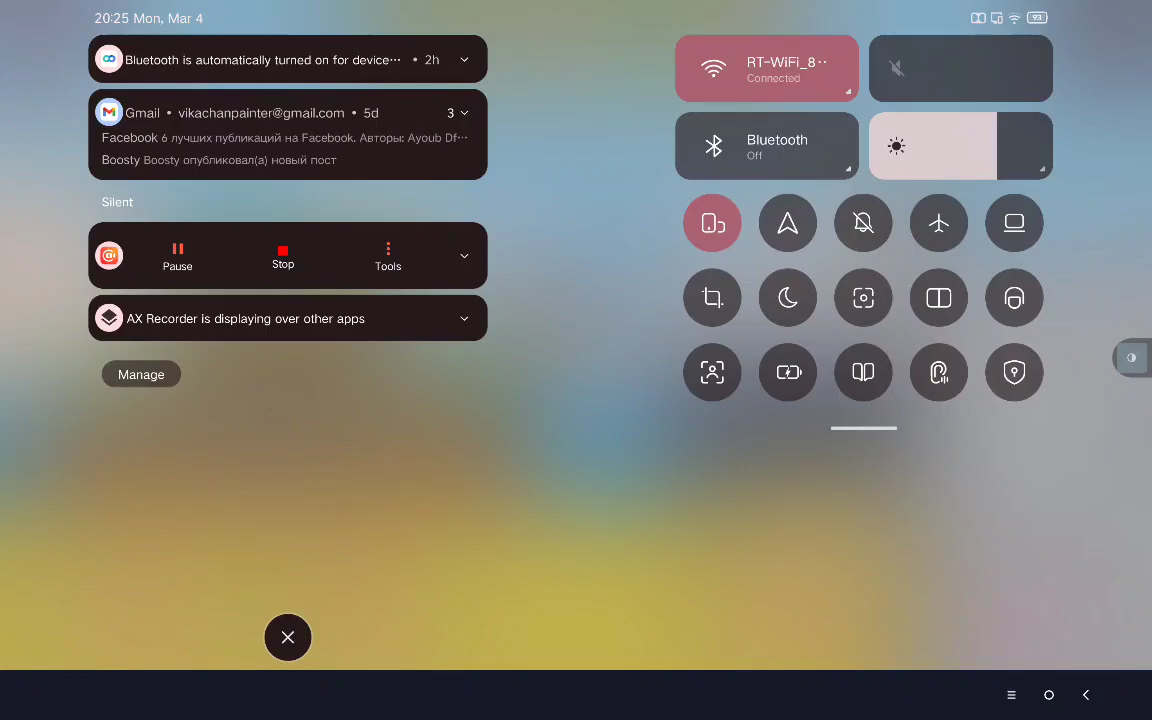 20:25 Mon, Mar 4
93
Bluetooth is automatically turned on for device··· • 2h
Gmail • vikachanpainter@gmail.com • 5d
3
Facebook 6 лучших публикаций на Facebook. Авторы: Ayoub Df···
Boosty Boosty опубликовал(а) новый пост
Silent
Pause
Stop
Tools
AX Recorder is displaying over other apps
Manage
RT-WiFi_8··
Connected
Bluetooth
Off